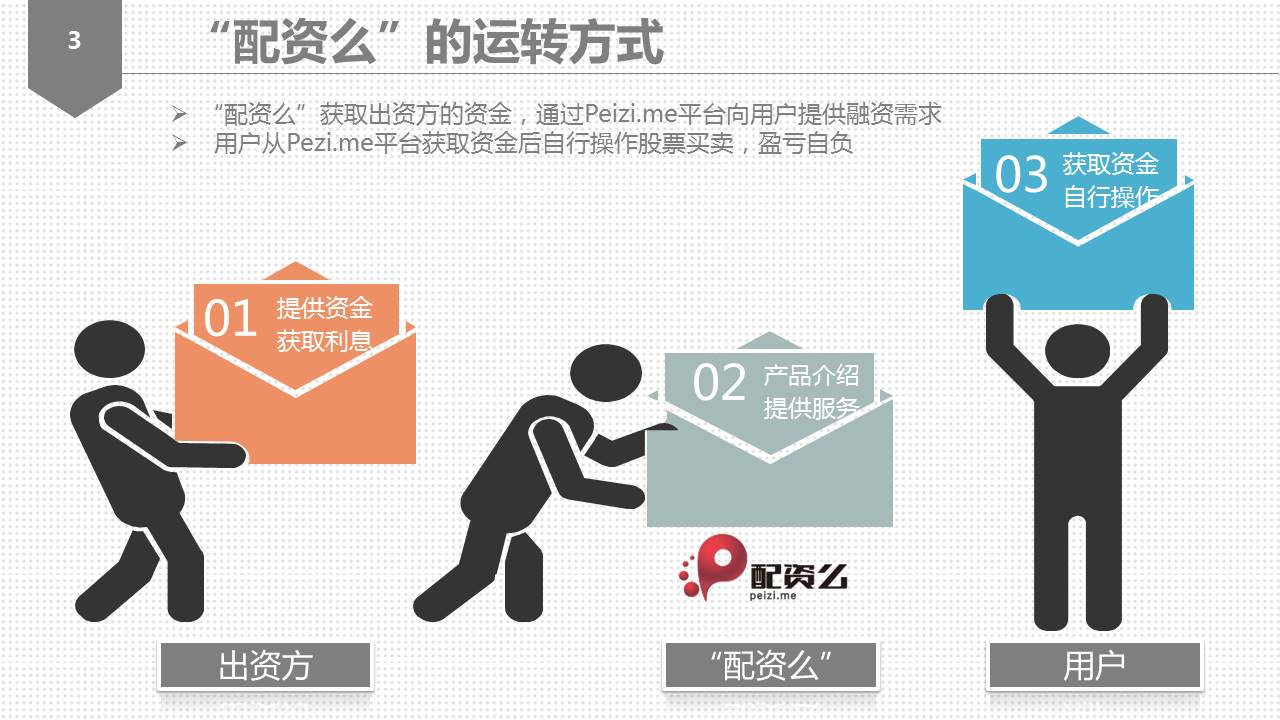 3
“配资么”的运转方式
“配资么”获取出资方的资金，通过Peizi.me平台向用户提供融资需求
用户从Pezi.me平台获取资金后自行操作股票买卖，盈亏自负
01
提供资金
获取利息
02
产品介绍
提供服务
03
获取资金
自行操作
配资么
peizi.me
出资方
“配资么”
用户